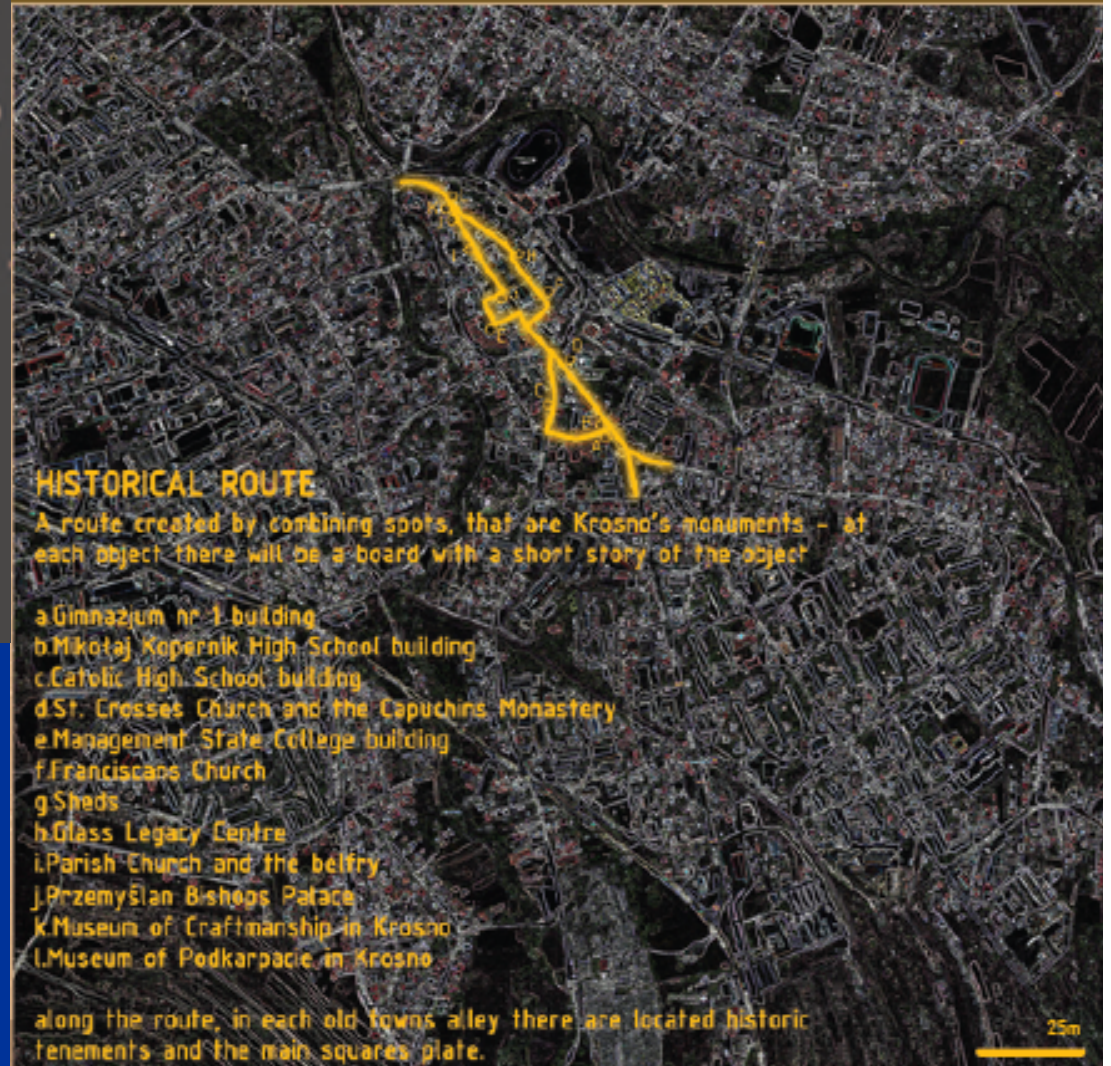 HISTORICAL ROUTE
A route created by combining spots, that are Krosno's monuments - at
each object there will be a board with a short story of the object
a.Gimnazjum nr 1 building
b.Mikołaj Kopernik High School building
c.Catolic High School building
d.St. Crosses Church and the Capuchins Monastery
e.Management State College building
f.Franciscans Church
g.Sheds
h.Glass Legacy Centre
i.Parish Church and the belfry
j.Przemyślan Bishops Palace
k.Museum of Craftmanship in Krosno
l.Museum of Podkarpacie in Krosno
along the route, in each old towns alley there are located historic
tenements and the main squares plate.
25m